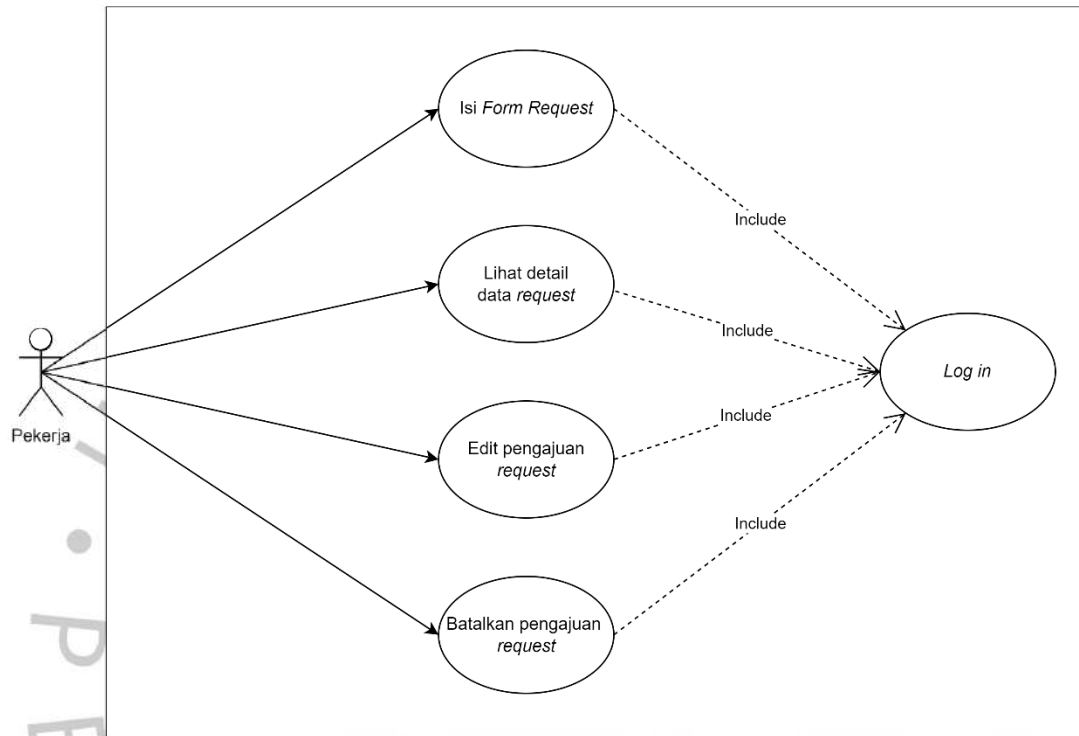 Isi Form Request
Include
Lihat detail
data request
Include
Log in
Pekerja
Include
Edit pengajuan
request
Include
Batalkan pengajuan
request
P